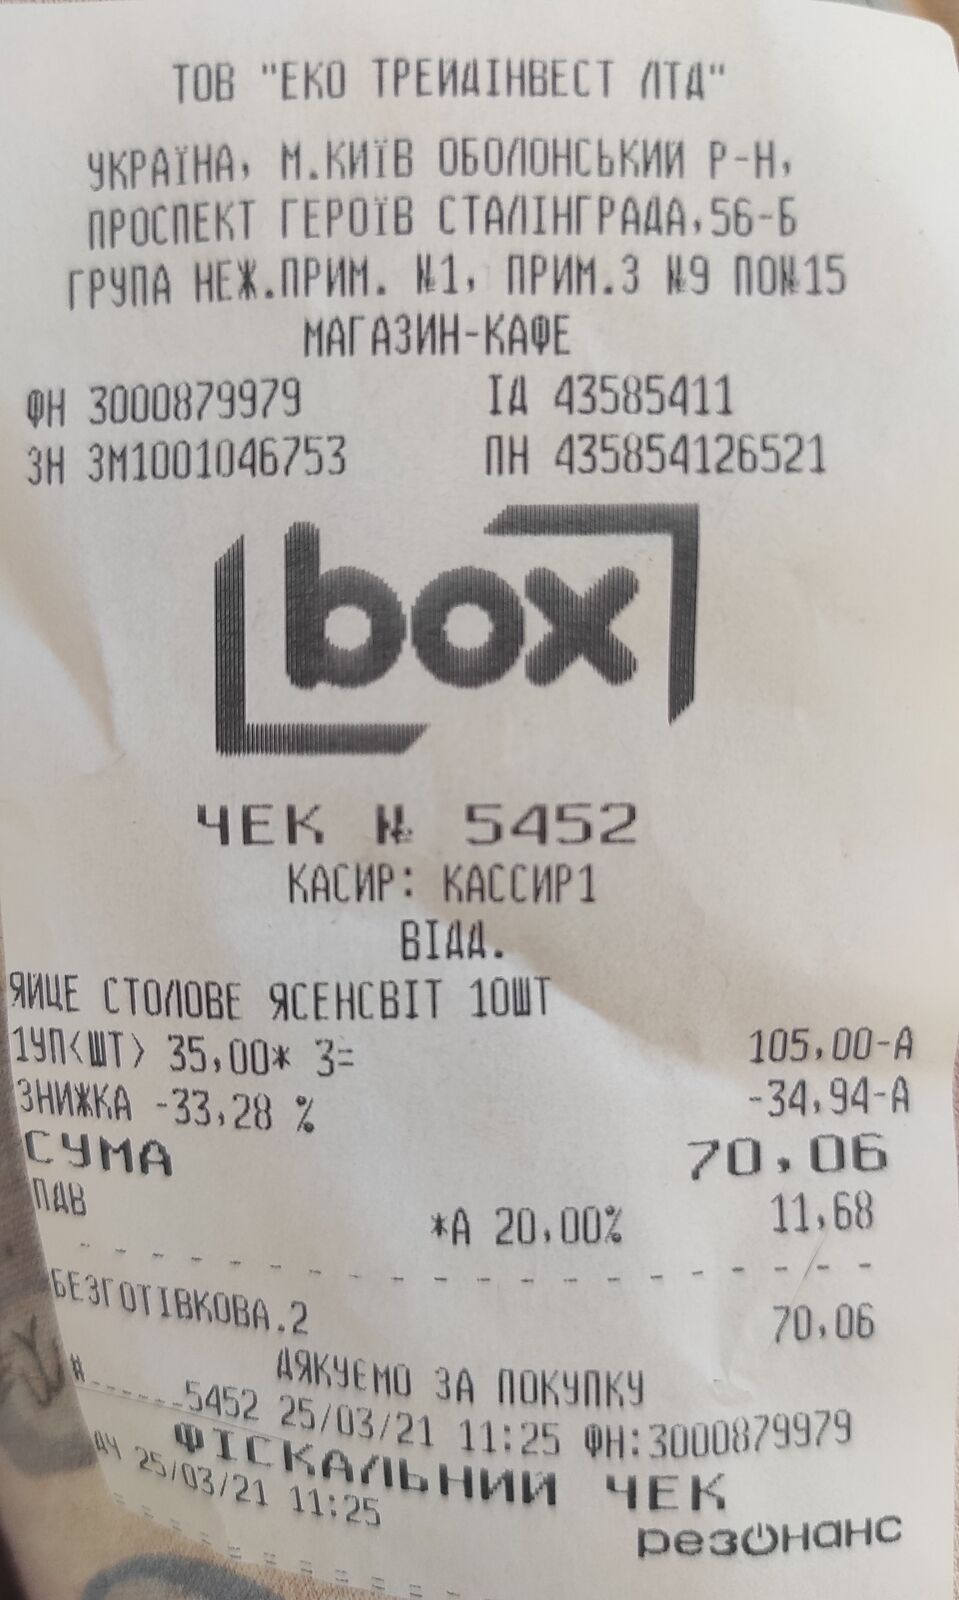 ТОВ "ЕКО ТРЕЙДІНВЕСТ ЛТД"
УКРАЇНА, М.КИЇВ ОБОЛОНСЬКИЙ Р-Н,
ПРОСПЕКТ ГЕРОЇВ СТАЛІНГРАДА,56-Б
ГРУПА НЕЖ.ПРИМ. №1, ПРИМ.З №9 ПО№15
МАГАЗИН-КАФЕ
ФН 3000879979 ІД 43585411
ЗН ЗМ1001046753 ПН 435854126521
box
ЧЕК № 5452
КАСИР: КАССИР1
ВІДД.
ЯЙЦЕ СТОЛОВЕ ЯСЕНСВІТ 10ШТ
1УП<ШТ> 35,00* 3= 105,00-А
ЗНИЖКА -33,28 % -34,94-А
СУМА 70,06
ПДВ *А 20,00% 11,68
БЕЗГОТІВКОВА.2 70,06
ДЯКУЄМО ЗА ПОКУПКУ
#______5452 25/03/21 11:25 ФН:3000879979
ФІСКАЛЬНИЙ ЧЕК
ДЧ 25/03/21 11:25
резонанс